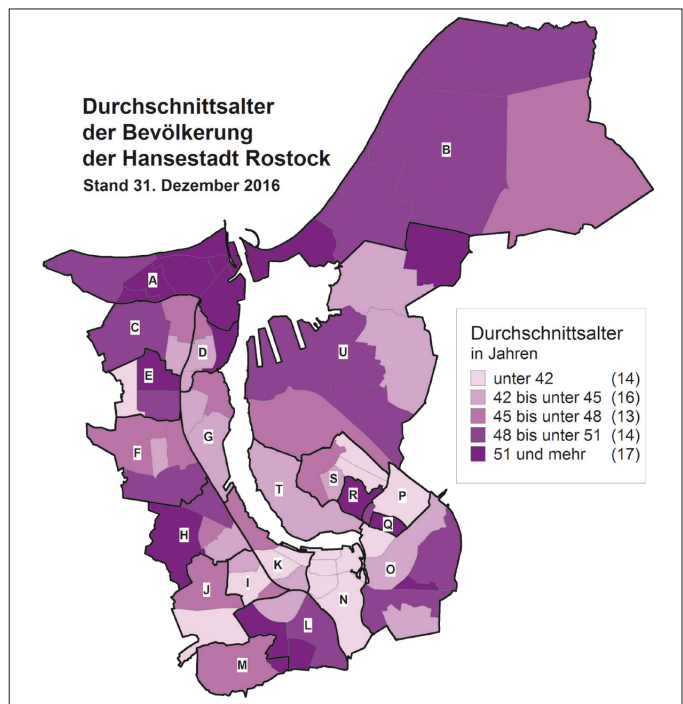 Durchschnittsalter
der Bevölkerung
der Hansestadt Rostock
Stand 31. Dezember 2016
B
A
C
D
U
E
G
F
T
S
R
P
Q
H
O
K
I
J
N
L
M
Durchschnittsalter
in Jahren
unter 42 (14)
42 bis unter 45 (16)
45 bis unter 48 (13)
48 bis unter 51 (14)
51 und mehr (17)